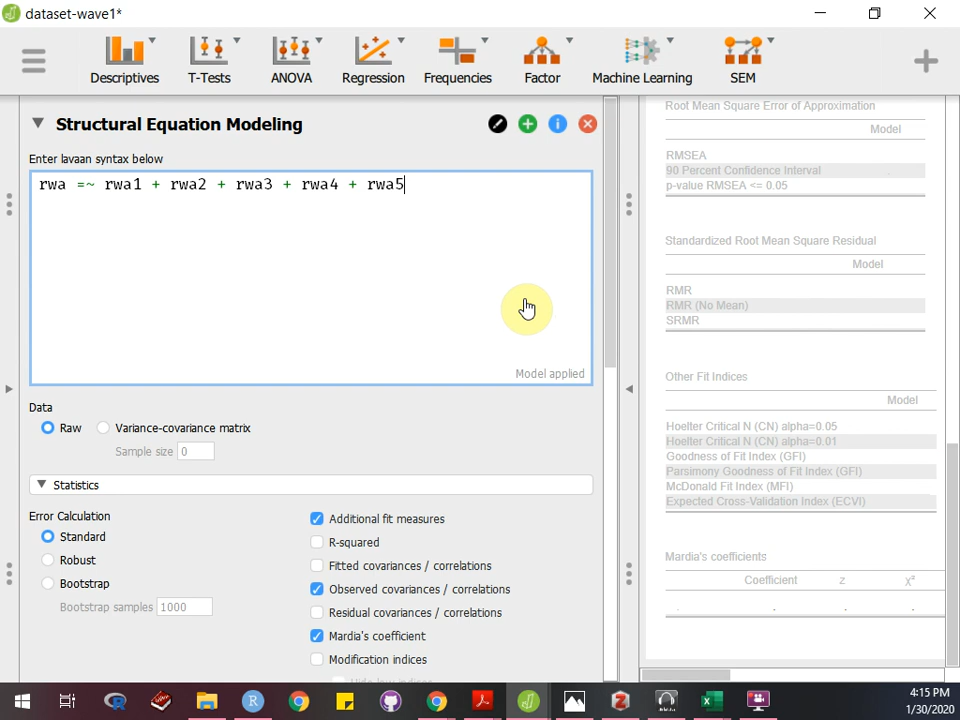 dataset-wave1*
Descriptives
T-Tests
ANOVA
Regression
Frequencies
Factor
Machine Learning
SEM
Structural Equation Modeling
Enter lavaan syntax below
rwa =~ rwa1 + rwa2 + rwa3 + rwa4 + rwa5
Model applied
Data
Raw
Variance-covariance matrix
Sample size 0
Statistics
Error Calculation
Standard
Robust
Bootstrap
Bootstrap samples 1000
Additional fit measures
R-squared
Fitted covariances / correlations
Observed covariances / correlations
Residual covariances / correlations
Mardia's coefficient
Modification indices
Hide low indices
Root Mean Square Error of Approximation
Model
RMSEA
90 Percent Confidence Interval
p-value RMSEA <= 0.05
Standardized Root Mean Square Residual
Model
RMR
RMR (No Mean)
SRMR
Other Fit Indices
Model
Hoelter Critical N (CN) alpha=0.05
Hoelter Critical N (CN) alpha=0.01
Goodness of Fit Index (GFI)
Parsimony Goodness of Fit Index (GFI)
McDonald Fit Index (MFI)
Expected Cross-Validation Index (ECVI)
Mardia's coefficients
Coefficient z χ²
4:15 PM
1/30/2020